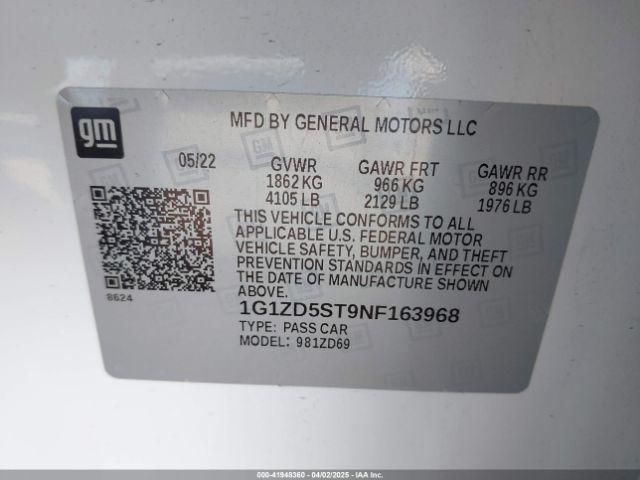 gm
MFD BY GENERAL MOTORS LLC
05/22 GVWR GAWR FRT GAWR RR
1862 KG 966 KG 896 KG
4105 LB 2129 LB 1976 LB
THIS VEHICLE CONFORMS TO ALL
APPLICABLE U.S. FEDERAL MOTOR
VEHICLE SAFETY, BUMPER, AND THEFT
PREVENTION STANDARDS IN EFFECT ON
THE DATE OF MANUFACTURE SHOWN
ABOVE.
8624
1G1ZD5ST9NF163968
TYPE: PASS CAR
MODEL: 981ZD69
000-41948360 - 04/02/2025 - IAA, Inc.